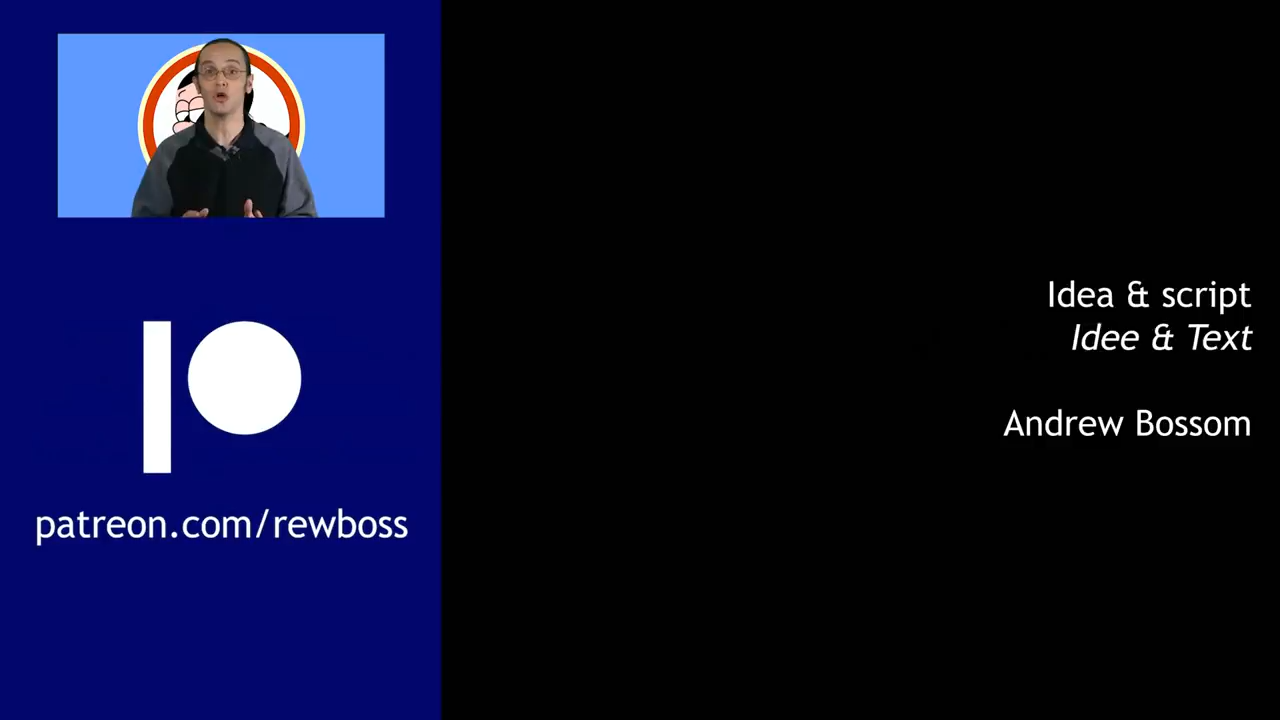 patreon.com/rewboss
Idea & script
Idee & Text
Andrew Bossom